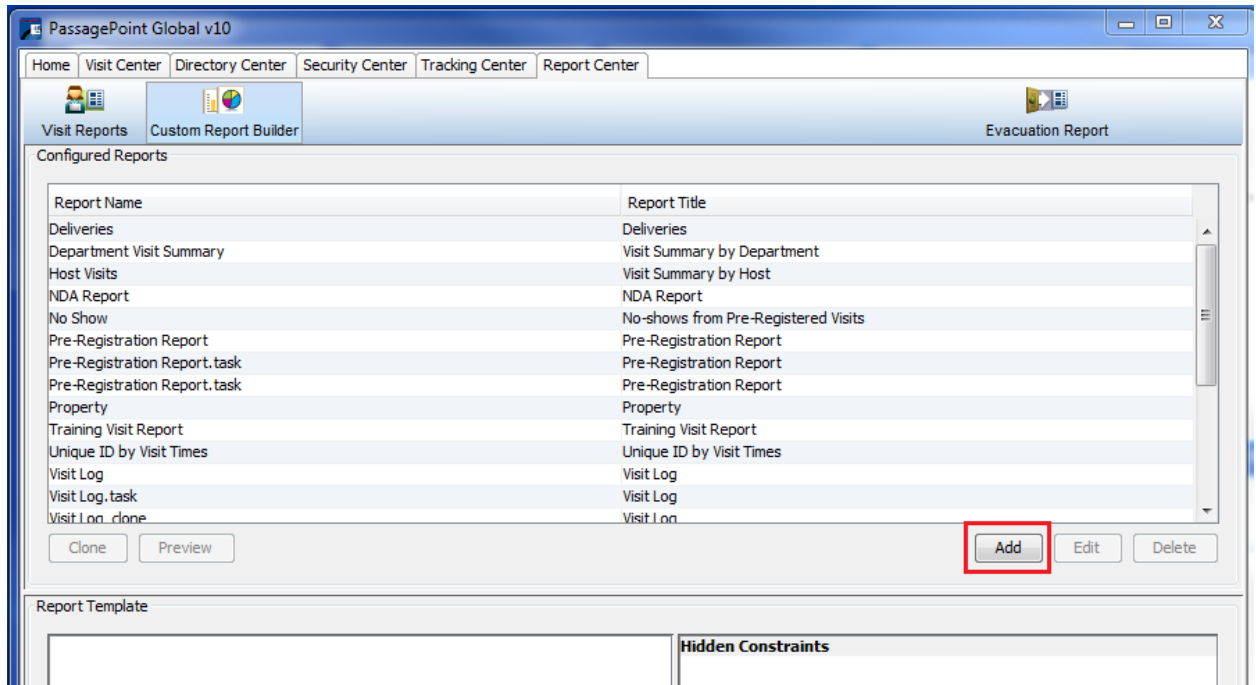 PassagePoint Global v10
Home Visit Center Directory Center Security Center Tracking Center Report Center
Visit Reports Custom Report Builder Evacuation Report
Configured Reports
Report Name Report Title
Deliveries Deliveries
Department Visit Summary Visit Summary by Department
Host Visits Visit Summary by Host
NDA Report NDA Report
No Show No-shows from Pre-Registered Visits
Pre-Registration Report Pre-Registration Report
Pre-Registration Report.task Pre-Registration Report
Pre-Registration Report.task Pre-Registration Report
Property Property
Training Visit Report Training Visit Report
Unique ID by Visit Times Unique ID by Visit Times
Visit Log Visit Log
Visit Log.task Visit Log
Visit Log_clone Visit Log
Clone Preview Add Edit Delete
Report Template
Hidden Constraints